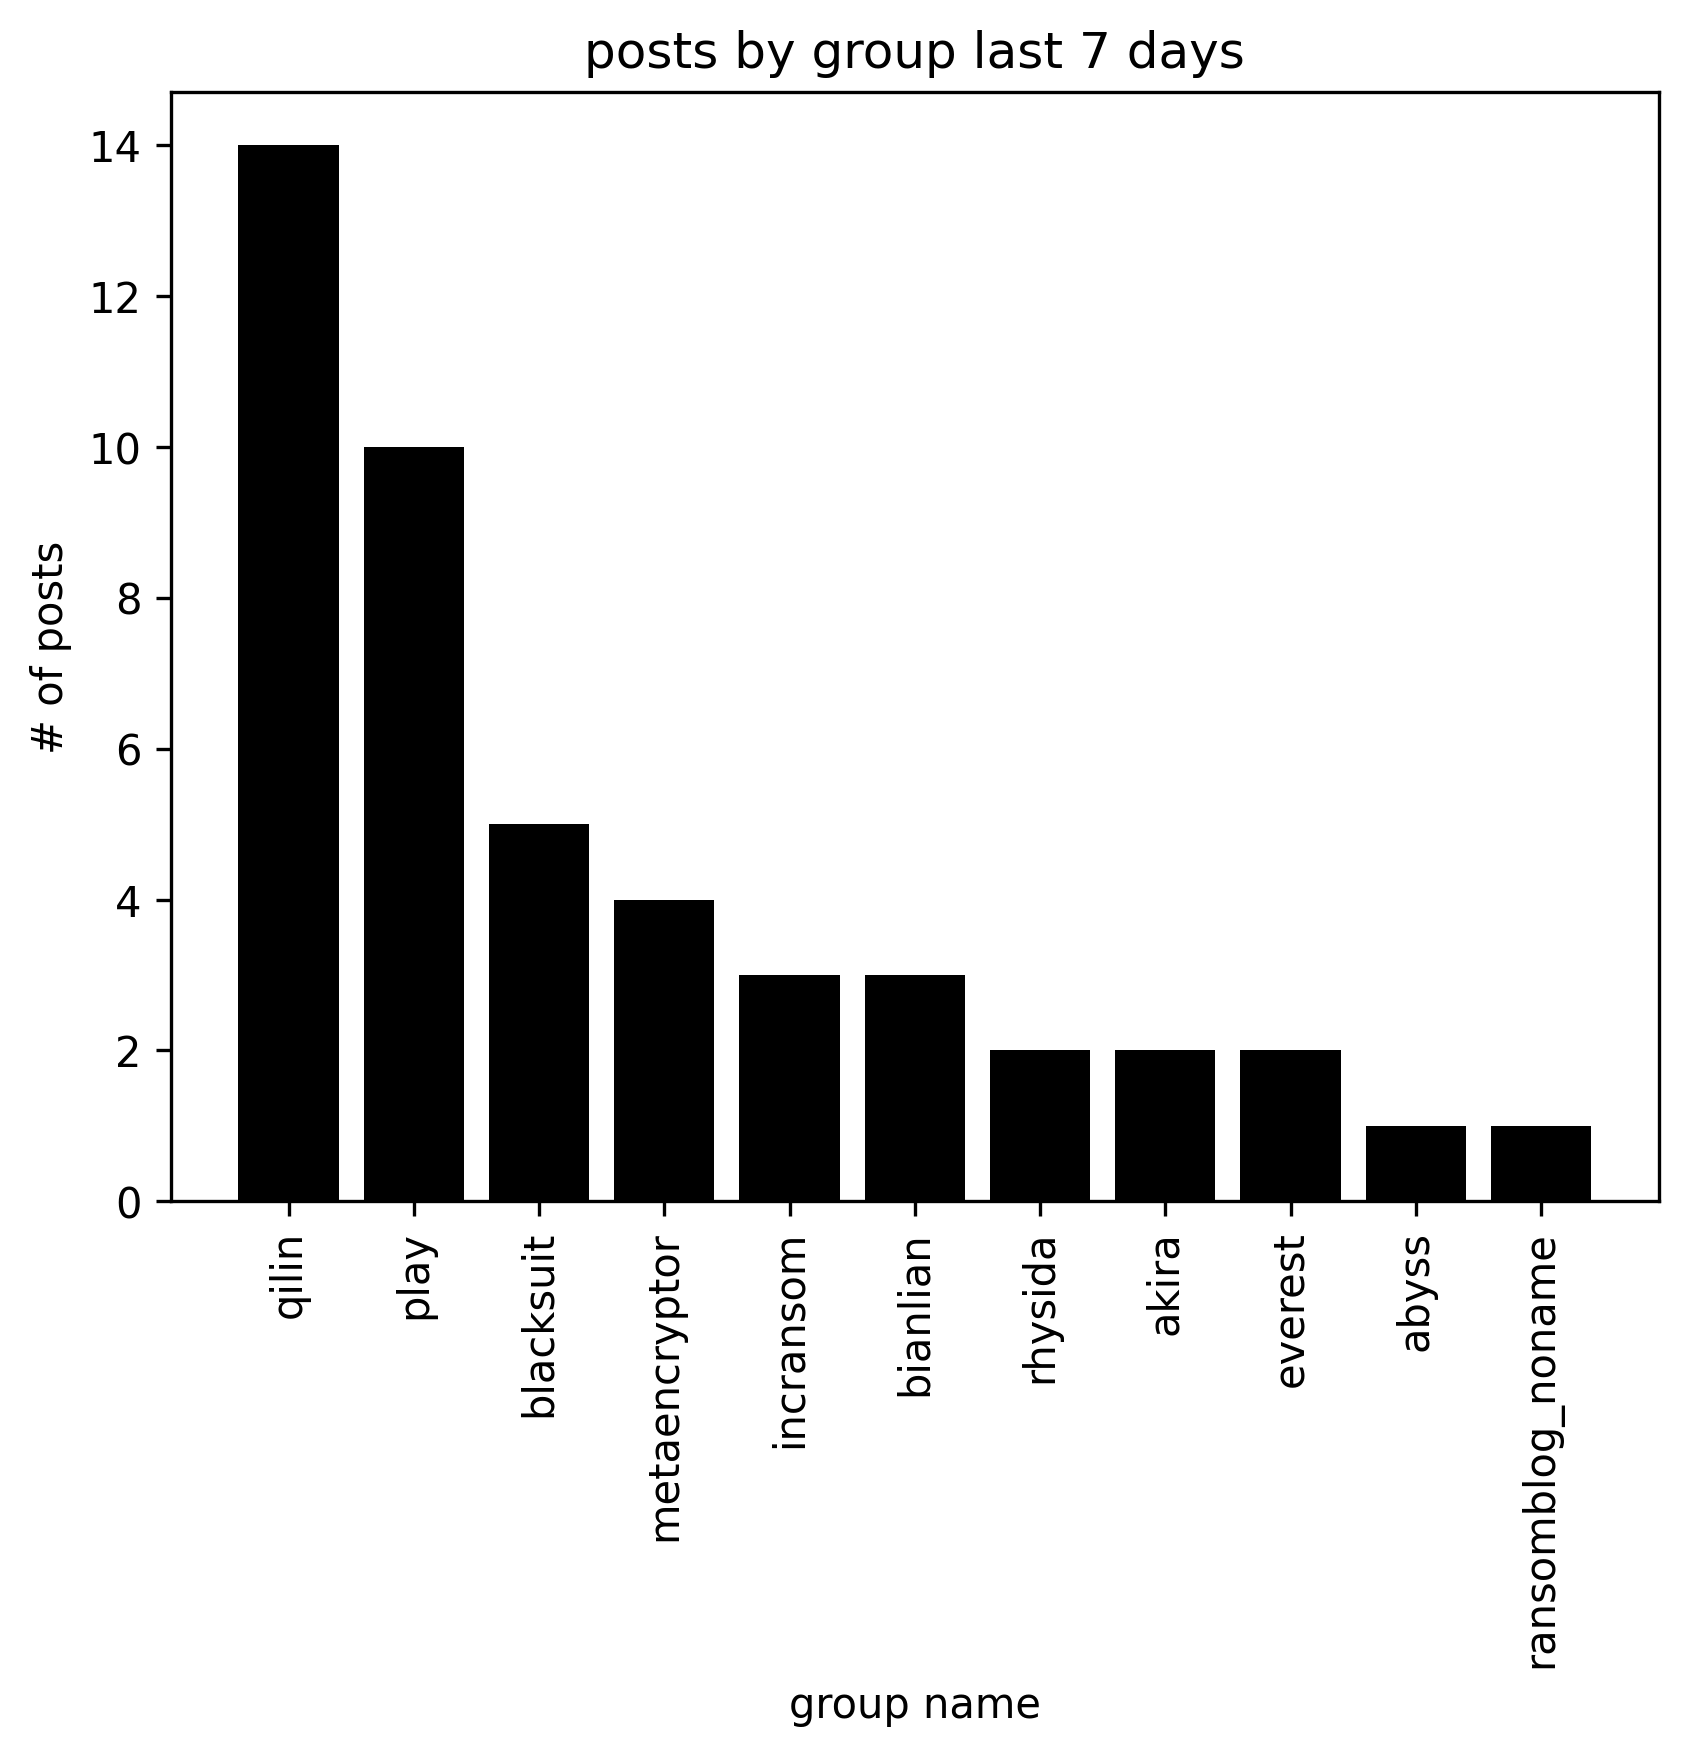 posts by group last 7 days
# of posts
14
12
10
8
6
4
2
0
qilin
play
blacksuit
metaencryptor
incransom
bianlian
rhysida
akira
everest
abyss
ransomblog_noname
group name